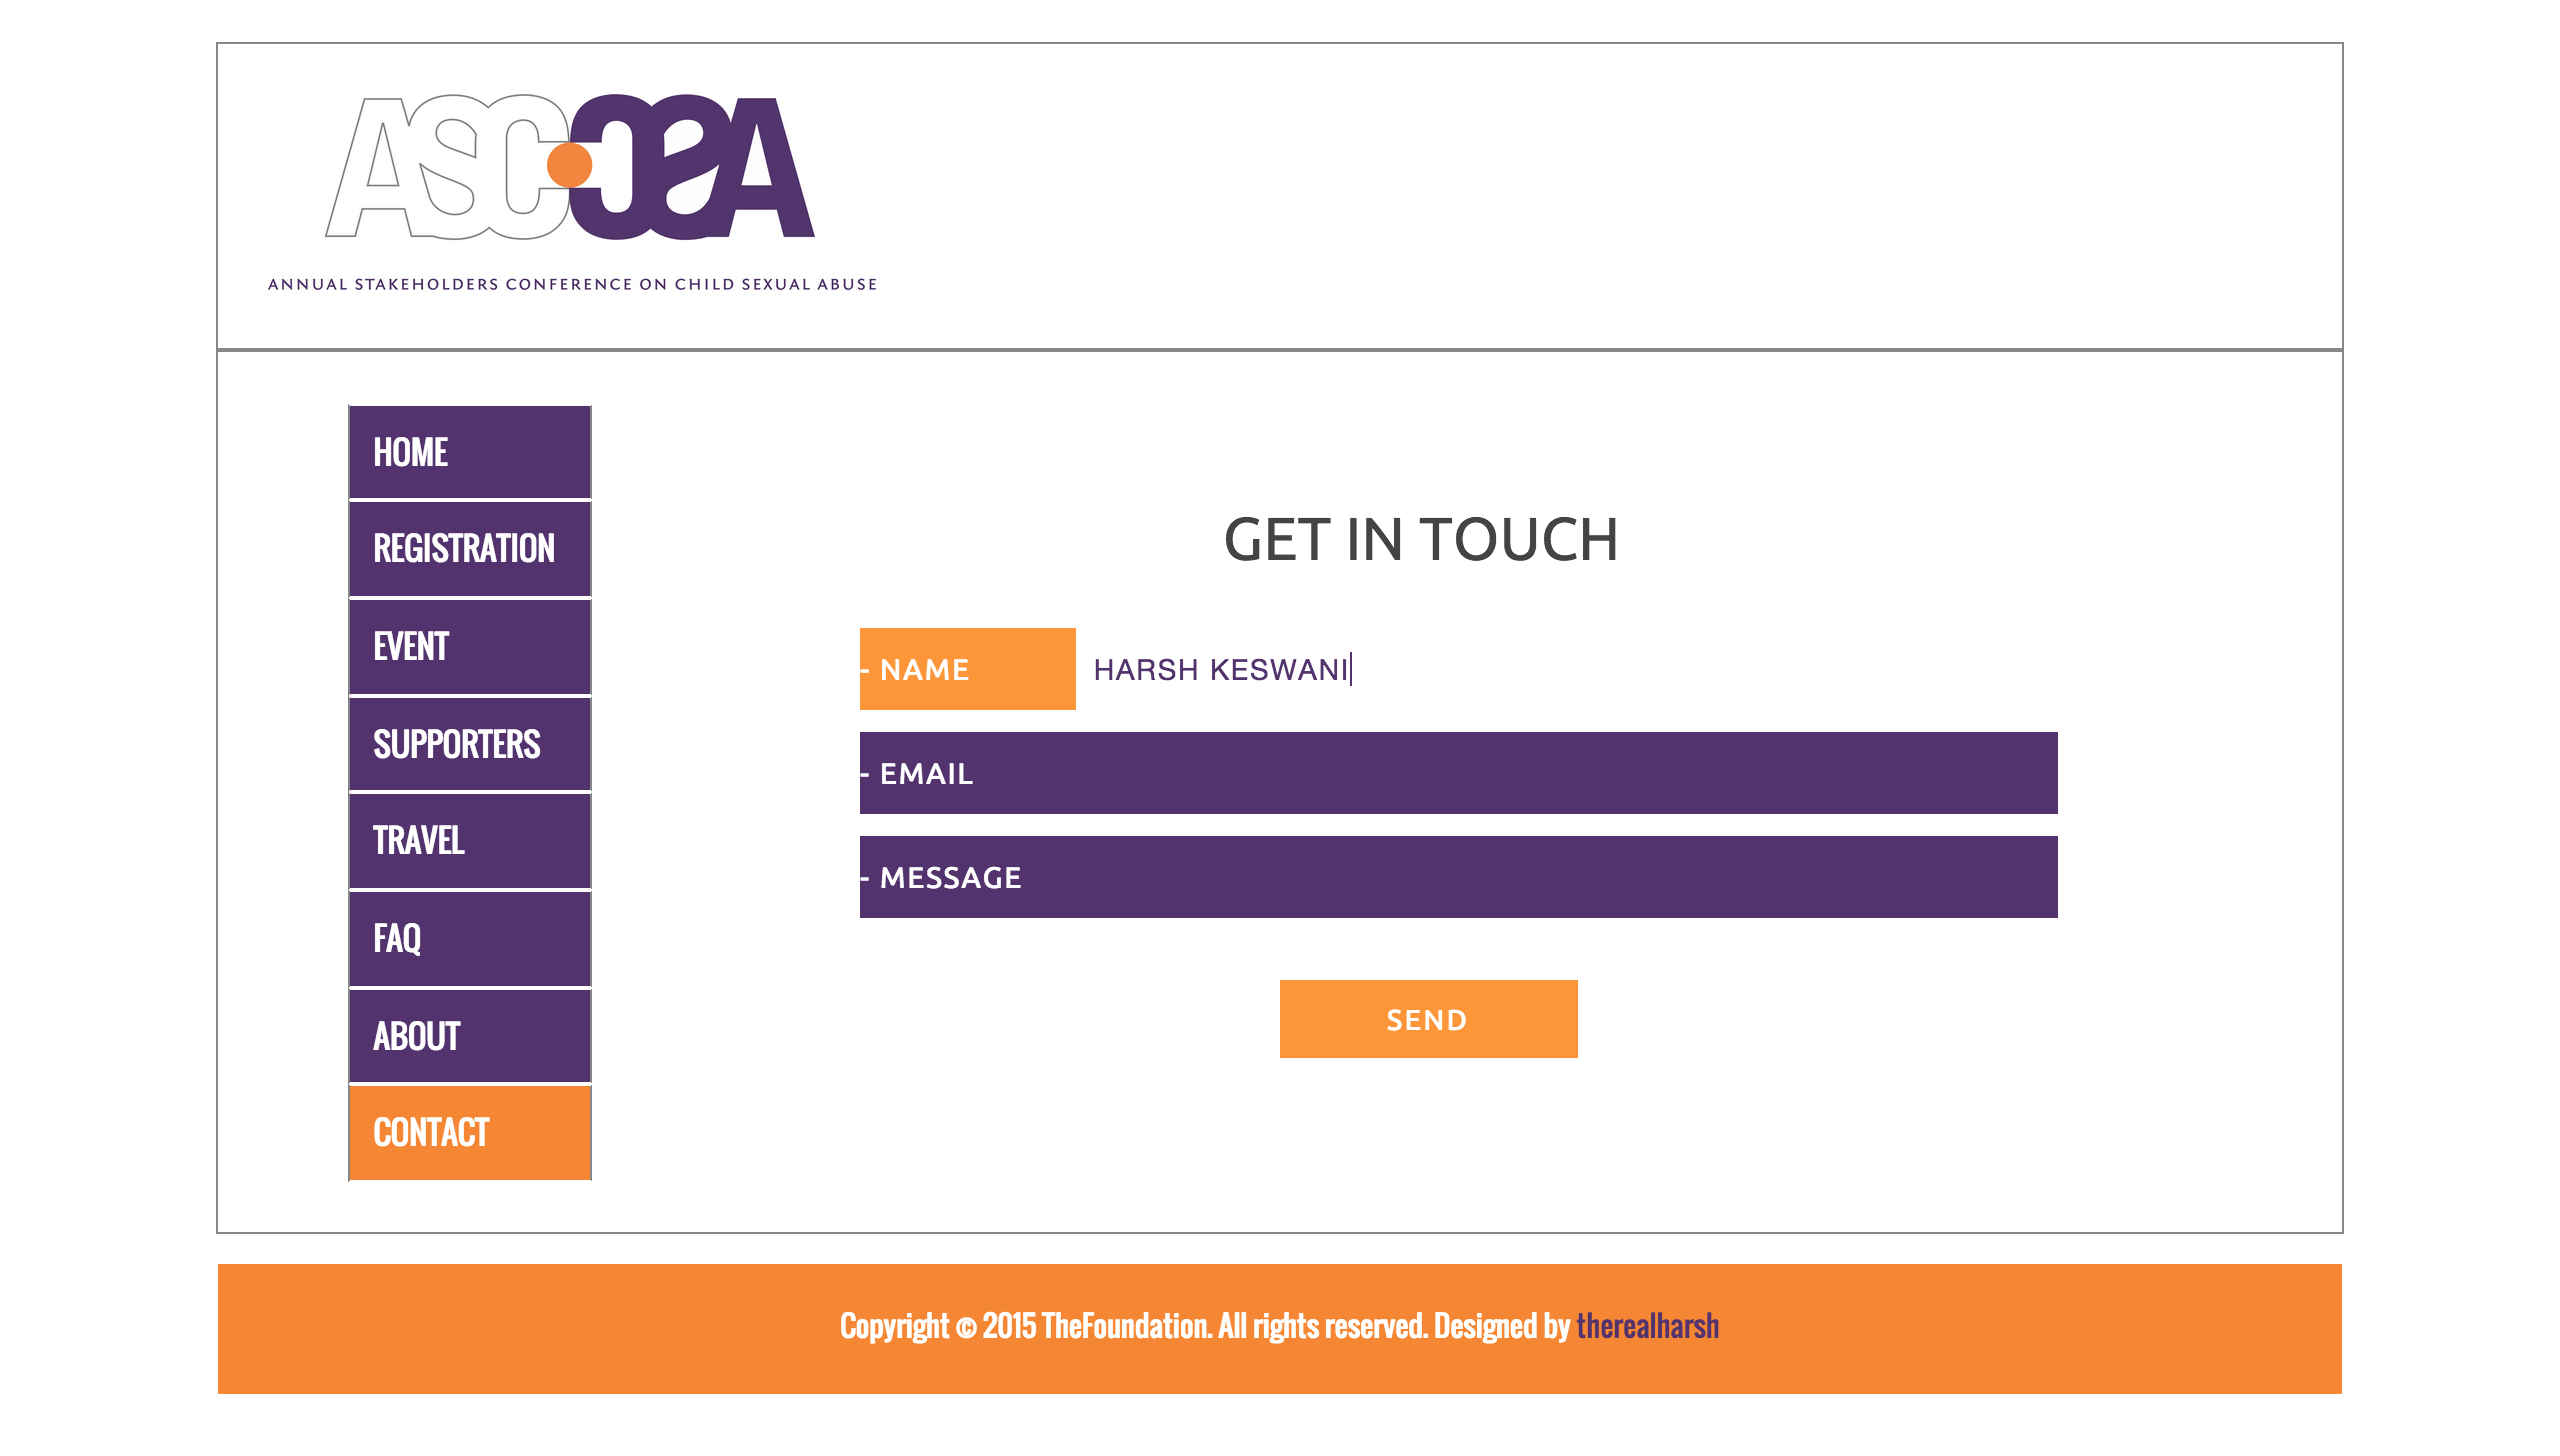 ASCCSA
ANNUAL STAKEHOLDERS CONFERENCE ON CHILD SEXUAL ABUSE
HOME
REGISTRATION
EVENT
SUPPORTERS
TRAVEL
FAQ
ABOUT
CONTACT
GET IN TOUCH
- NAME HARSH KESWANI
- EMAIL
- MESSAGE
SEND
Copyright © 2015 TheFoundation. All rights reserved. Designed by therealharsh